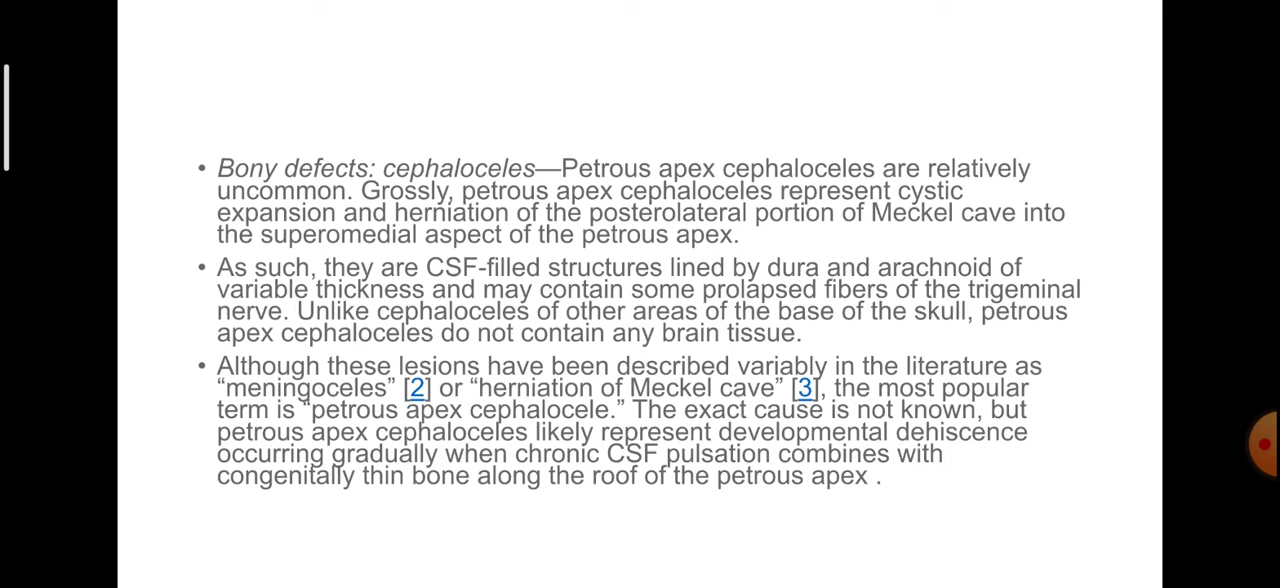 • Bony defects: cephaloceles—Petrous apex cephaloceles are relatively
uncommon. Grossly, petrous apex cephaloceles represent cystic
expansion and herniation of the posterolateral portion of Meckel cave into
the superomedial aspect of the petrous apex.
• As such, they are CSF-filled structures lined by dura and arachnoid of
variable thickness and may contain some prolapsed fibers of the trigeminal
nerve. Unlike cephaloceles of other areas of the base of the skull, petrous
apex cephaloceles do not contain any brain tissue.
• Although these lesions have been described variably in the literature as
“meningoceles” [2] or “herniation of Meckel cave” [3], the most popular
term is “petrous apex cephalocele.” The exact cause is not known, but
petrous apex cephaloceles likely represent developmental dehiscence
occurring gradually when chronic CSF pulsation combines with
congenitally thin bone along the roof of the petrous apex .